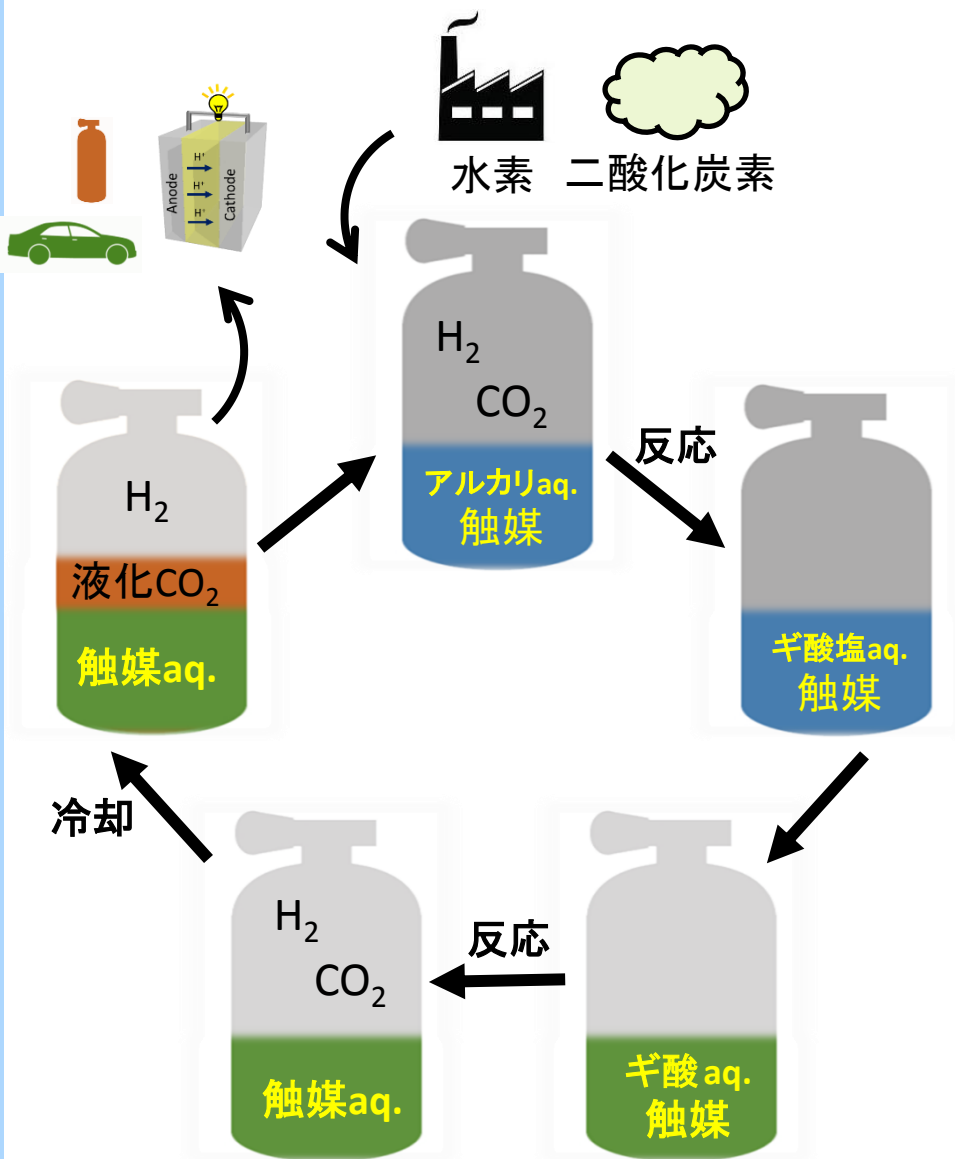 水素 二酸化炭素
Anode
H⁺
H⁺
H⁺
Cathode
H₂
CO₂
アルカリaq.
触媒
反応
ギ酸塩aq.
触媒
ギ酸 aq.
触媒
反応
H₂
CO₂
触媒aq.
冷却
H₂
液化CO₂
触媒aq.